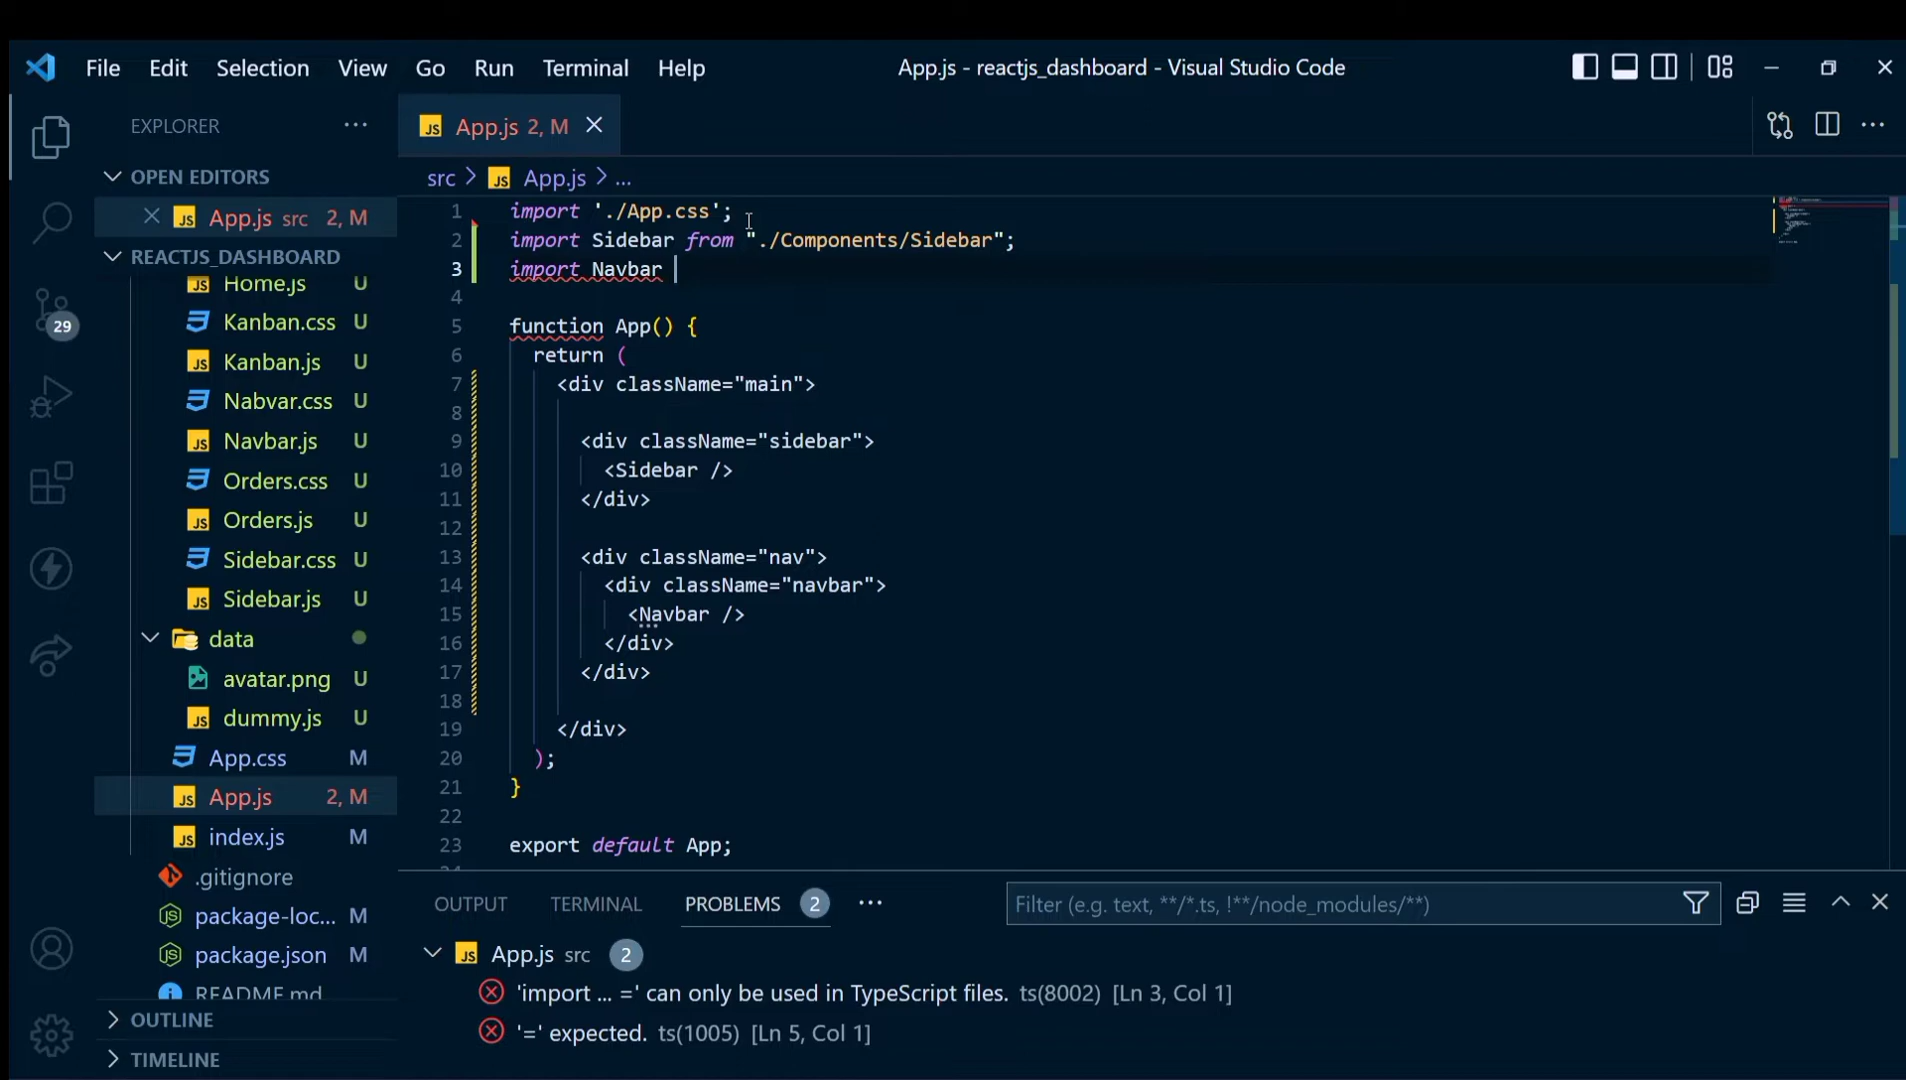 File Edit Selection View Go Run Terminal Help
App.js - reactjs_dashboard - Visual Studio Code
EXPLORER
OPEN EDITORS
App.js src 2, M
REACTJS_DASHBOARD
Home.js U
Kanban.css U
Kanban.js U
Nabvar.css U
Navbar.js U
Orders.css U
Orders.js U
Sidebar.css U
Sidebar.js U
data
avatar.png U
dummy.js U
App.css M
App.js 2, M
index.js M
.gitignore
package-loc... M
package.json M
README.md
OUTLINE
TIMELINE
29
JS App.js 2, M
src > JS App.js > ...
1 import './App.css';
2 import Sidebar from "./Components/Sidebar";
3 import Navbar
4
5 function App() {
6 return (
7 <div className="main">
8
9 <div className="sidebar">
10 <Sidebar />
11 </div>
12
13 <div className="nav">
14 <div className="navbar">
15 <Navbar />
16 </div>
17 </div>
18
19 </div>
20 );
21 }
22
23 export default App;
OUTPUT TERMINAL PROBLEMS 2 ...
Filter (e.g. text, **/*.ts, !**/node_modules/**)
JS App.js src 2
'import ... =' can only be used in TypeScript files. ts(8002) [Ln 3, Col 1]
'=' expected. ts(1005) [Ln 5, Col 1]